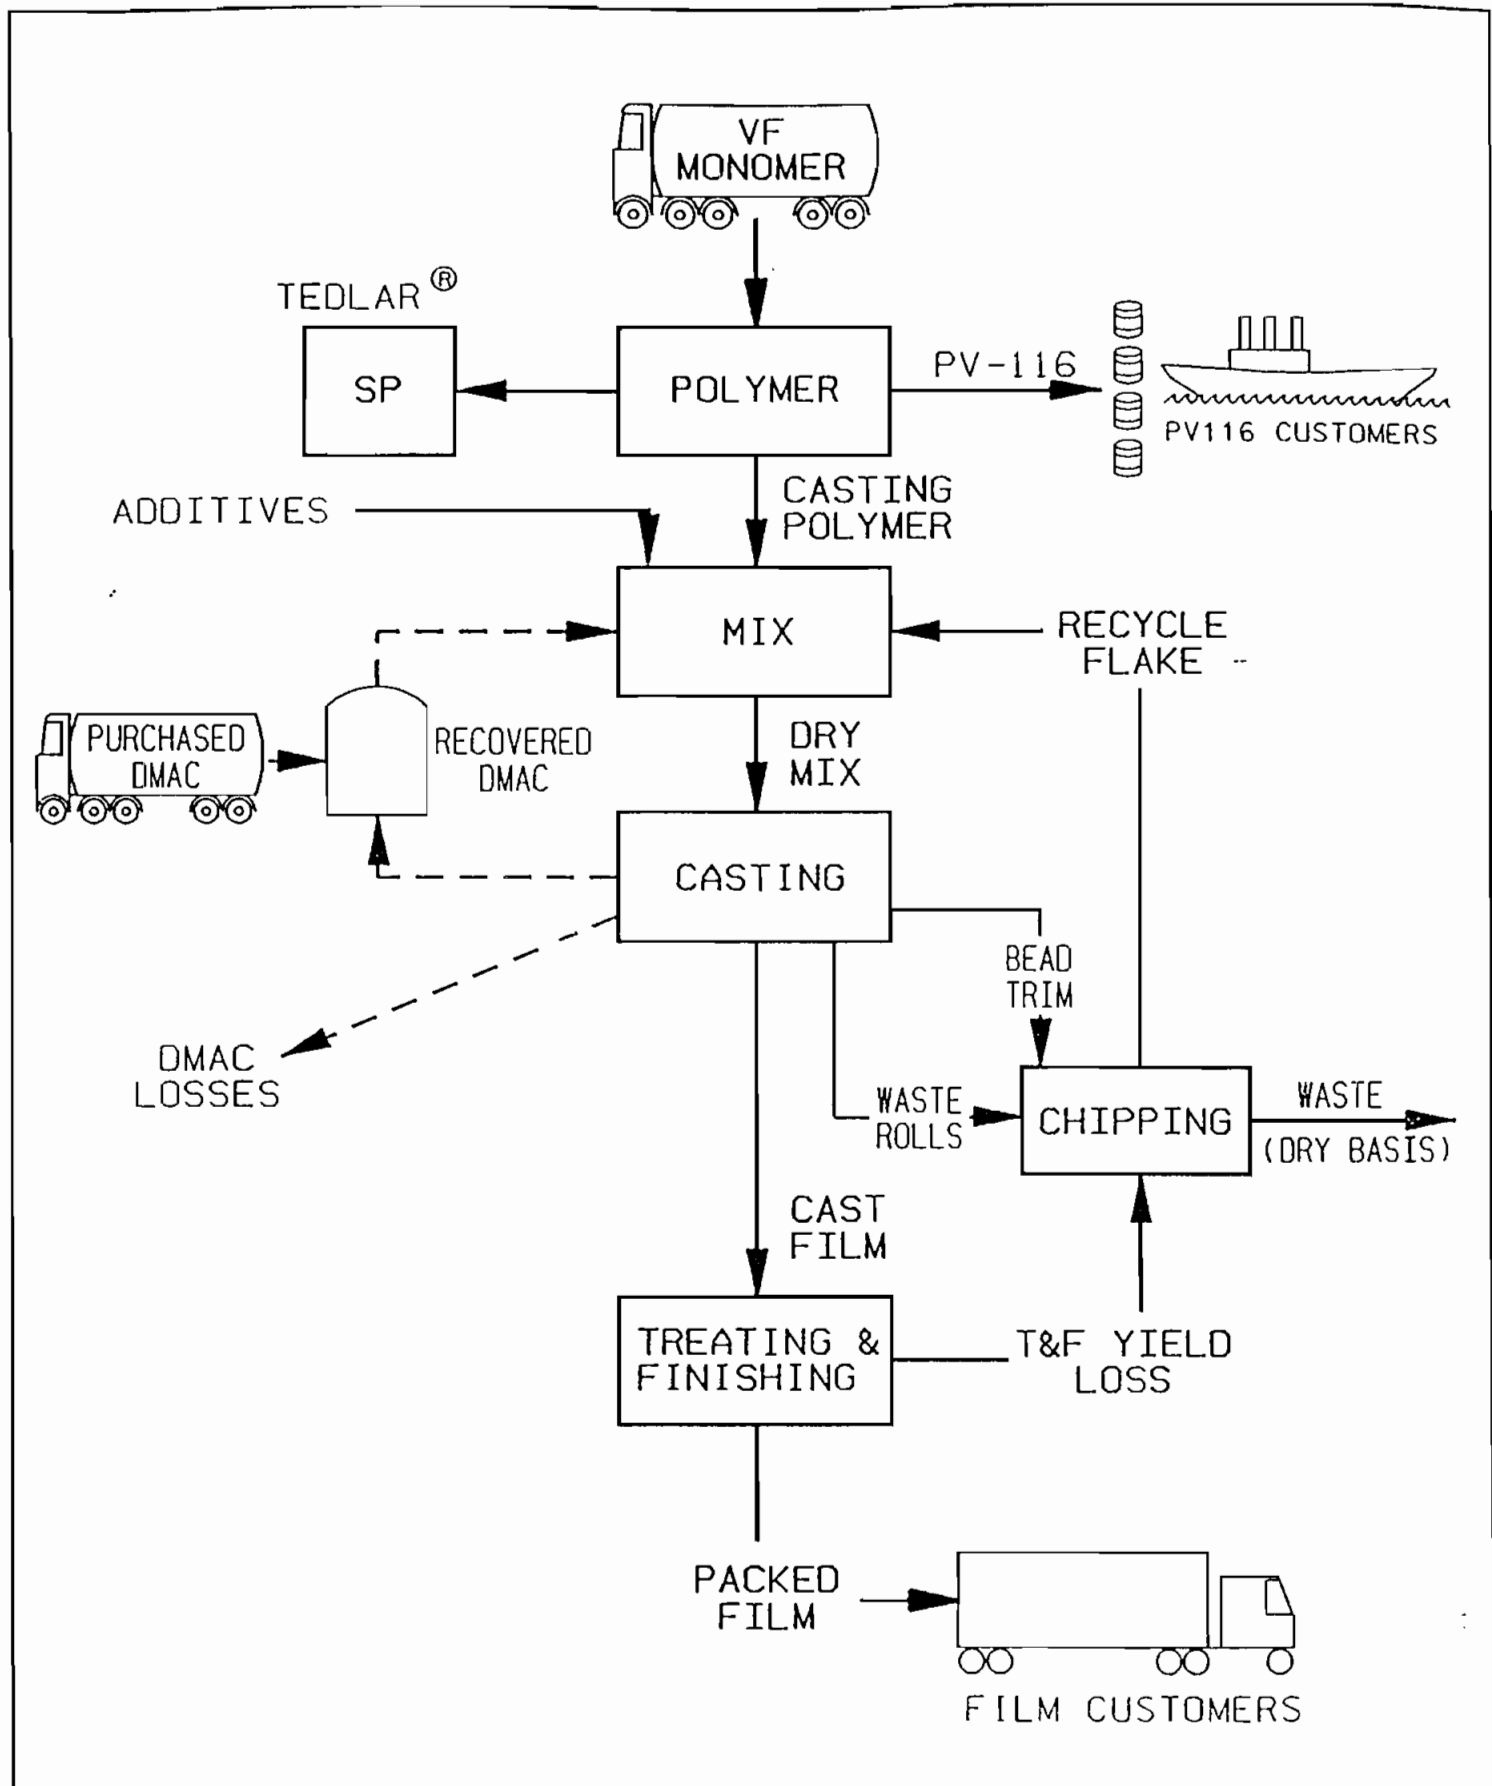 VF
MONOMER
TEDLAR ®
SP
POLYMER
PV-116
PV116 CUSTOMERS
CASTING
POLYMER
ADDITIVES
MIX
RECYCLE
FLAKE
PURCHASED
DMAC
RECOVERED
DMAC
DRY
MIX
CASTING
BEAD
TRIM
DMAC
LOSSES
WASTE
ROLLS
CHIPPING
WASTE
(DRY BASIS)
CAST
FILM
TREATING &
FINISHING
T&F YIELD
LOSS
PACKED
FILM
FILM CUSTOMERS